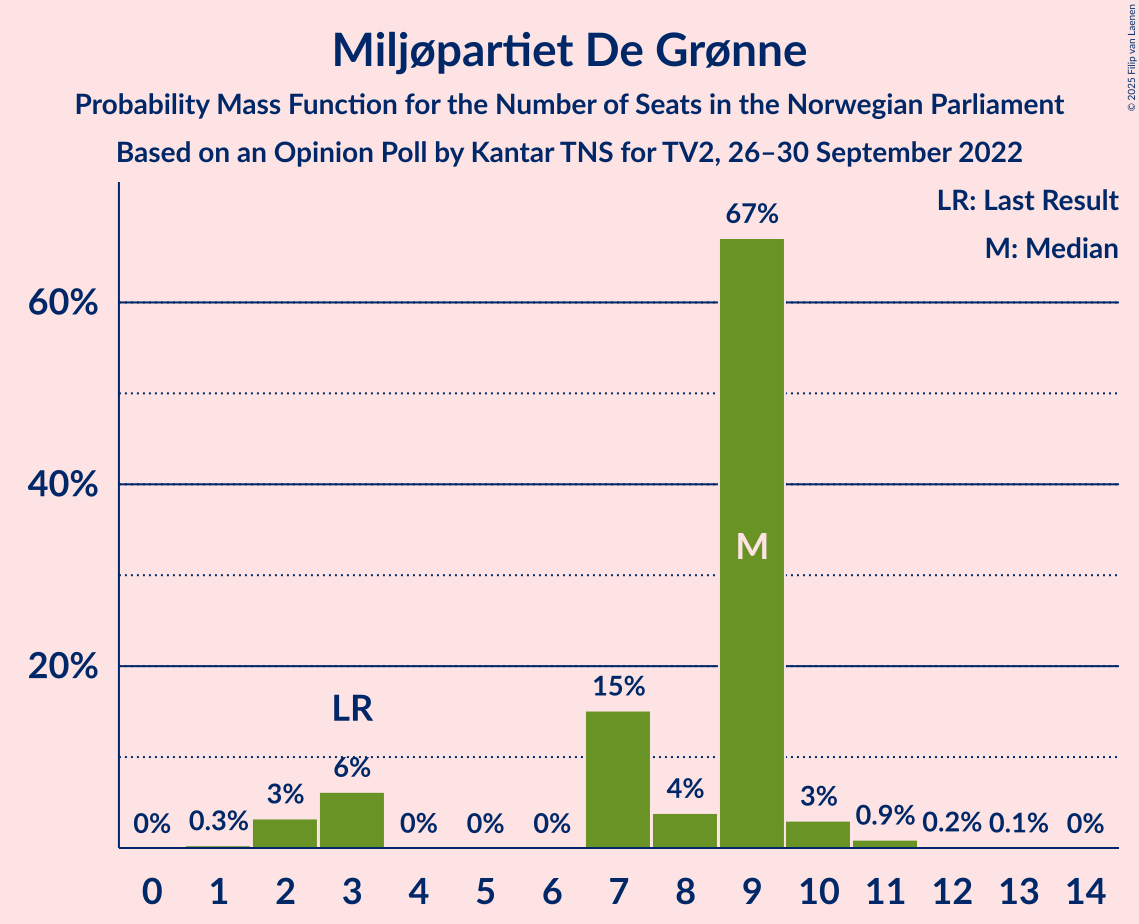 Miljøpartiet De Grønne
Probability Mass Function for the Number of Seats in the Norwegian Parliament
Based on an Opinion Poll by Kantar TNS for TV2, 26–30 September 2022
© 2025 Filip van Laenen
LR: Last Result
M: Median
67%
60%
40%
M
20%
15%
LR
6%
4%
3%
3%
0% 0.3% 0% 0% 0% 0.9% 0.2% 0.1% 0%
0 1 2 3 4 5 6 7 8 9 10 11 12 13 14